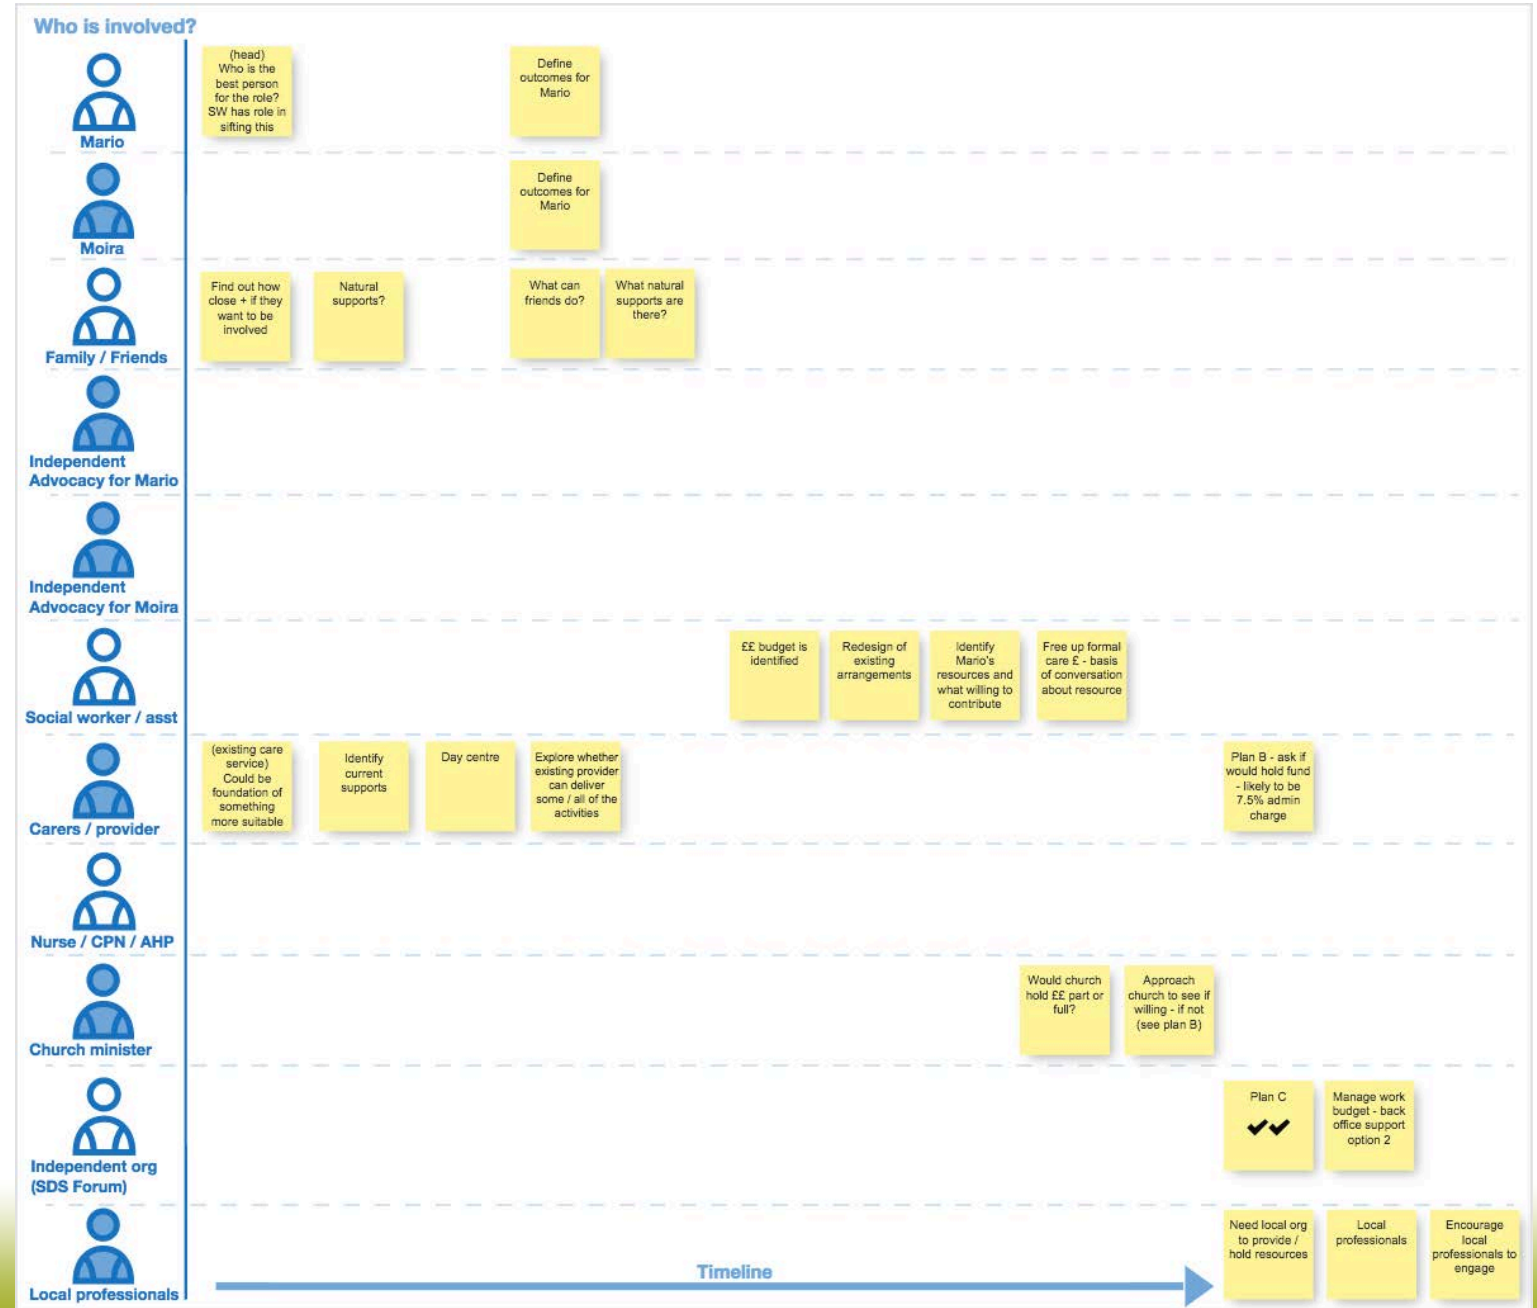 Who is involved?
(head)
Who is the
best person
for the role?
SW has role in
sifting this
Define
outcomes for
Mario
Mario
Define
outcomes for
Mario
Moira
Find out how
close + if they
want to be
involved
Natural
supports?
What can
friends do?
What natural
supports are
there?
Family / Friends
Independent
Advocacy for Mario
Independent
Advocacy for Moira
££ budget is
identified
Redesign of
existing
arrangements
Identify
Mario's
resources and
what willing to
contribute
Free up formal
care £ - basis
of conversation
about resource
Social worker / asst
(existing care
service)
Could be
foundation of
something
more suitable
Identify
current
supports
Day centre
Explore whether
existing provider
can deliver
some / all of the
activities
Plan B - ask if
would hold fund
- likely to be
7.5% admin
charge
Carers / provider
Nurse / CPN / AHP
Would church
hold ££ part or
full?
Approach
church to see if
willing - if not
(see plan B)
Church minister
Plan C
✔✔
Manage work
budget - back
office support
option 2
Independent org
(SDS Forum)
Need local org
to provide /
hold resources
Local
professionals
Encourage
local
professionals to
engage
Timeline
Local professionals